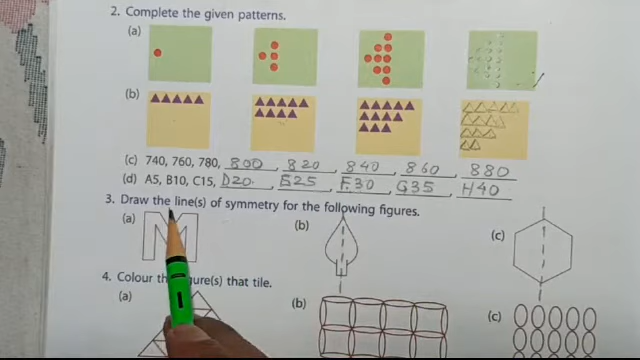 2. Complete the given patterns.
(a)
(b)
(c) 740, 760, 780, 800, 820, 840, 860, 880
(d) A5, B10, C15, D20, E25, F30, G35, H40
3. Draw the line(s) of symmetry for the following figures.
(a) (b) (c)
4. Colour the figure(s) that tile.
(a) (b) (c)